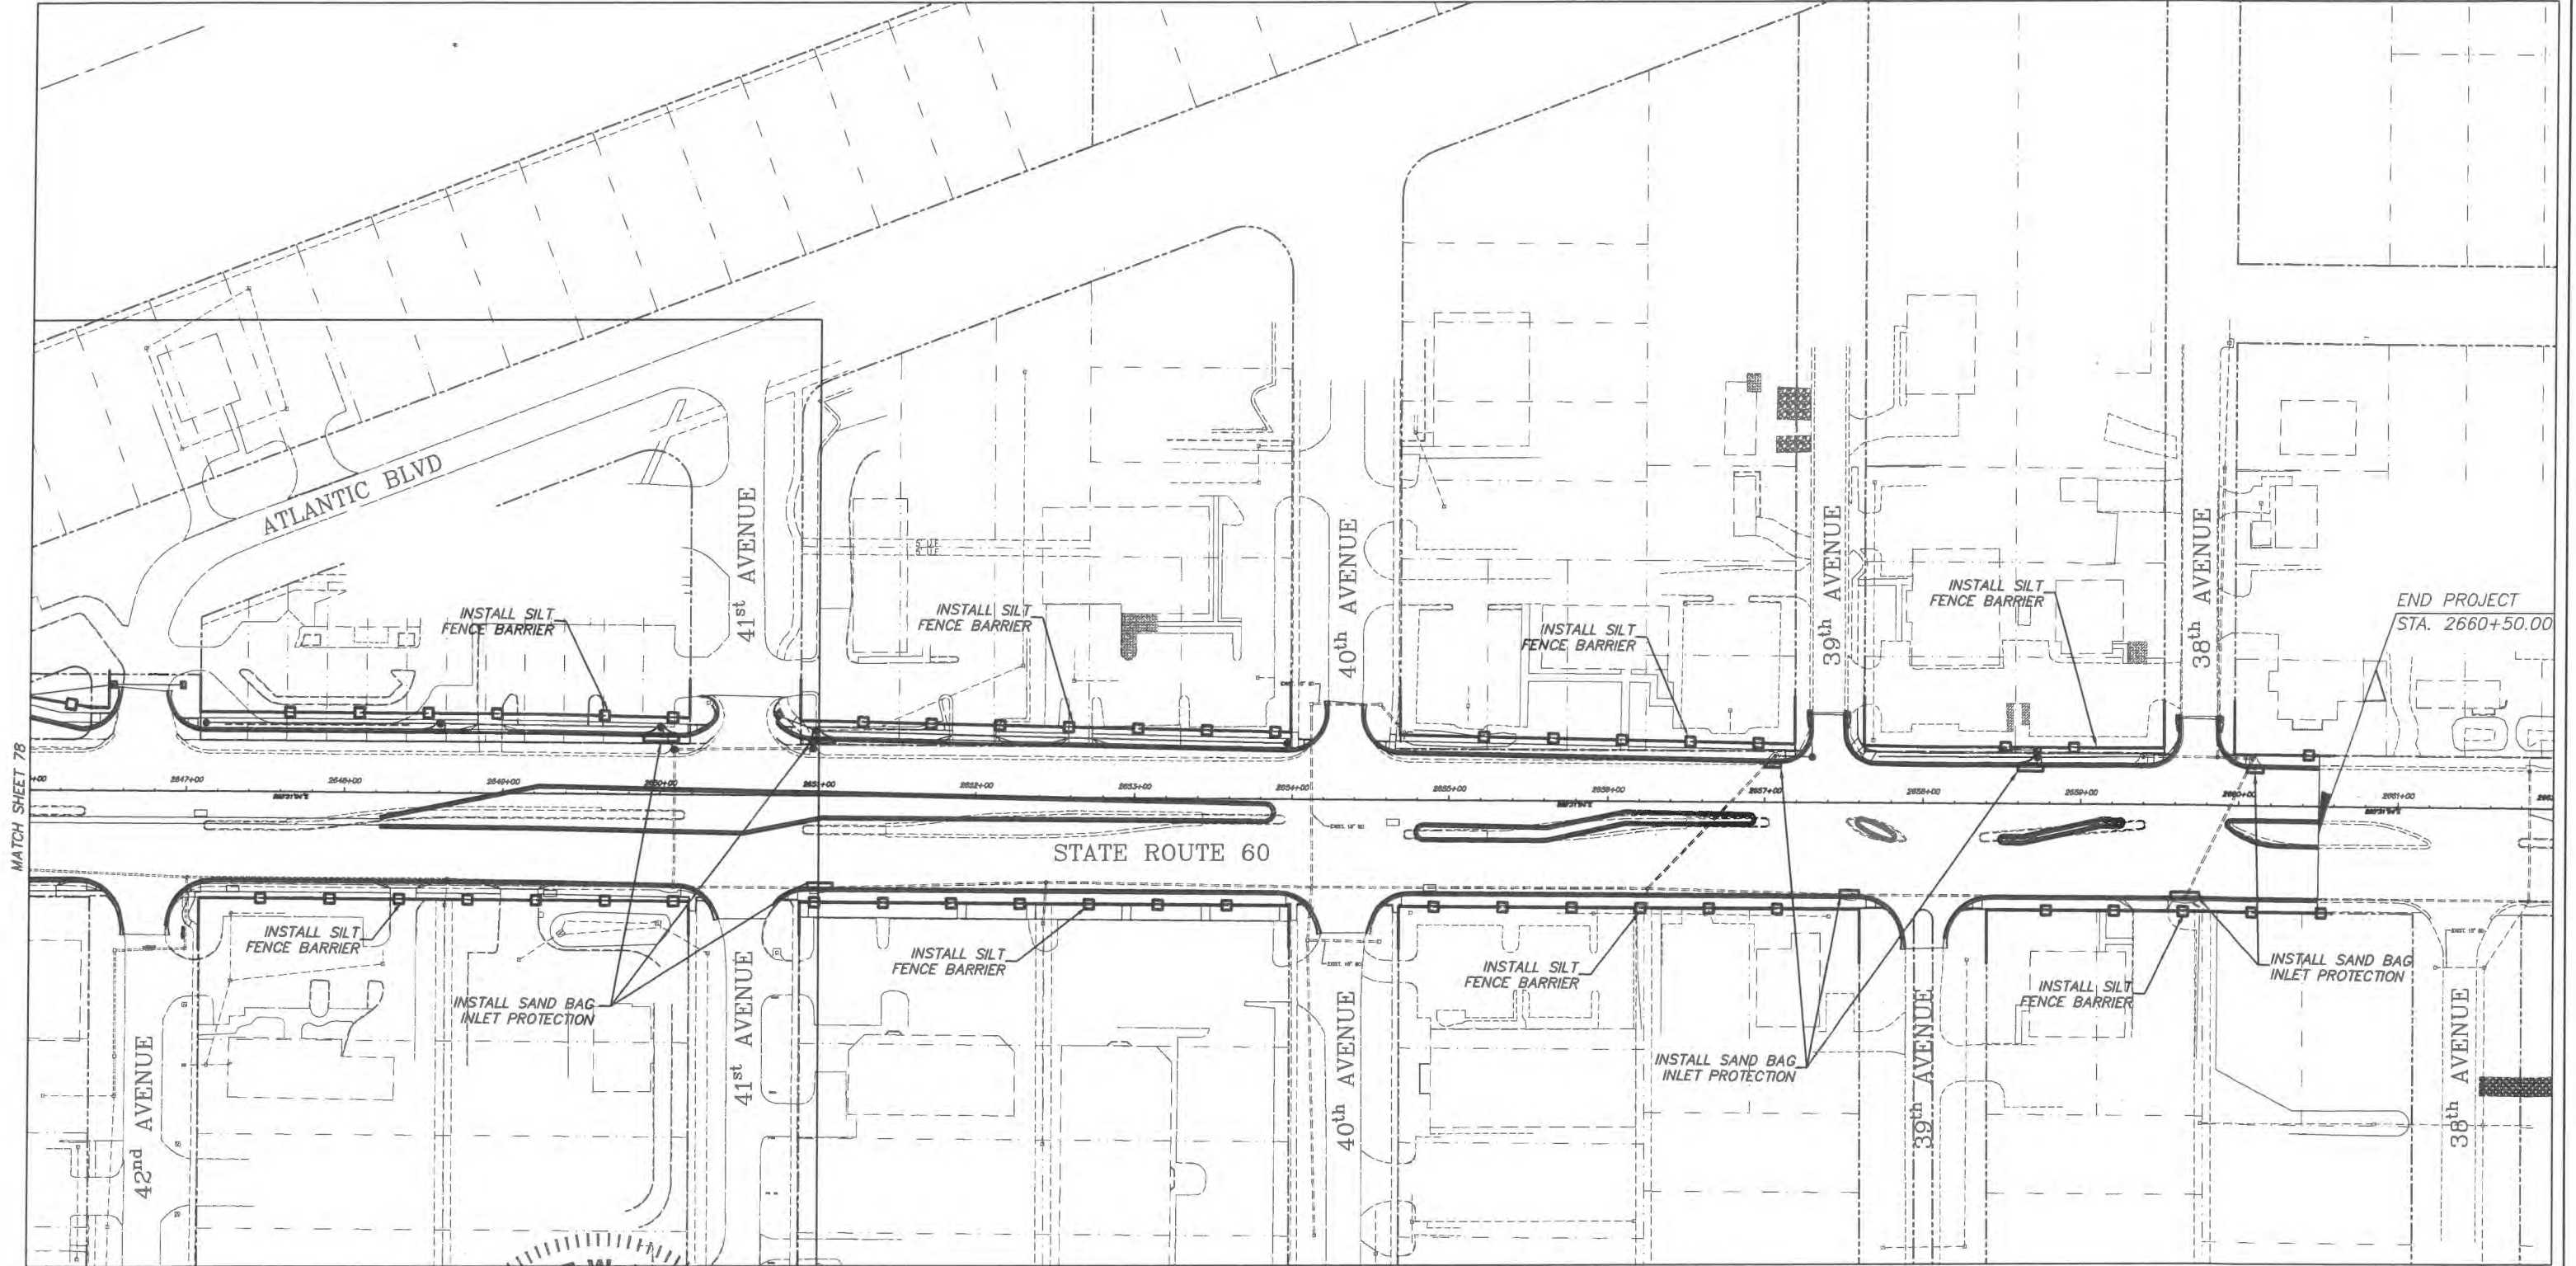 ATLANTIC BLVD
41st AVENUE
40th AVENUE
39th AVENUE
38th AVENUE
INSTALL SILT
FENCE BARRIER
INSTALL SILT
FENCE BARRIER
INSTALL SILT
FENCE BARRIER
INSTALL SILT
FENCE BARRIER
END PROJECT
STA. 2660+50.00
MATCH SHEET 78
2647+00
2648+00
2649+00
2650+00
2651+00
2652+00
2653+00
2654+00
2655+00
2656+00
2657+00
2658+00
2659+00
2660+00
2661+00
STATE ROUTE 60
INSTALL SILT
FENCE BARRIER
INSTALL SILT
FENCE BARRIER
INSTALL SILT
FENCE BARRIER
INSTALL SILT
FENCE BARRIER
INSTALL SAND BAG
INLET PROTECTION
INSTALL SAND BAG
INLET PROTECTION
INSTALL SAND BAG
INLET PROTECTION
42nd AVENUE
41st AVENUE
40th AVENUE
39th AVENUE
38th AVENUE
W